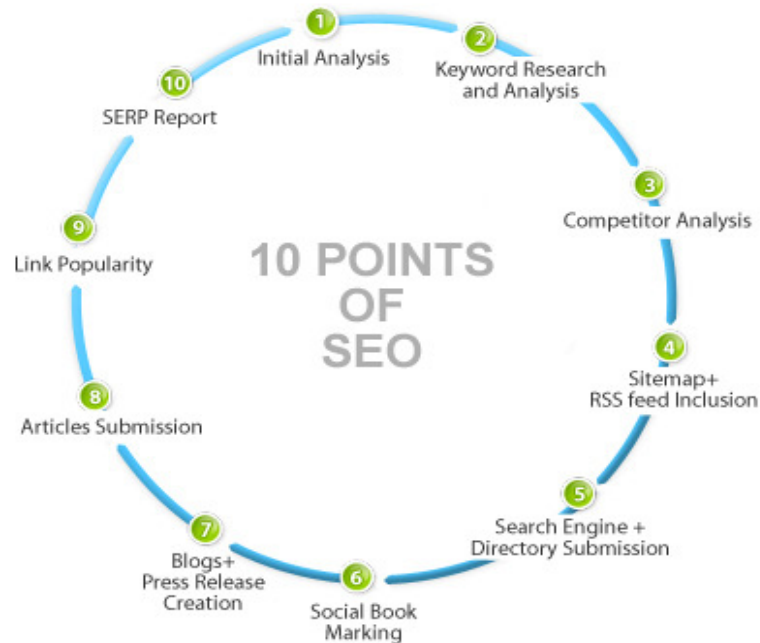 1
Initial Analysis
2
Keyword Research
and Analysis
3
Competitor Analysis
4
Sitemap+
RSS feed Inclusion
5
Search Engine +
Directory Submission
6
Social Book
Marking
7
Blogs+
Press Release
Creation
8
Articles Submission
9
Link Popularity
10
SERP Report
10 POINTS
OF
SEO